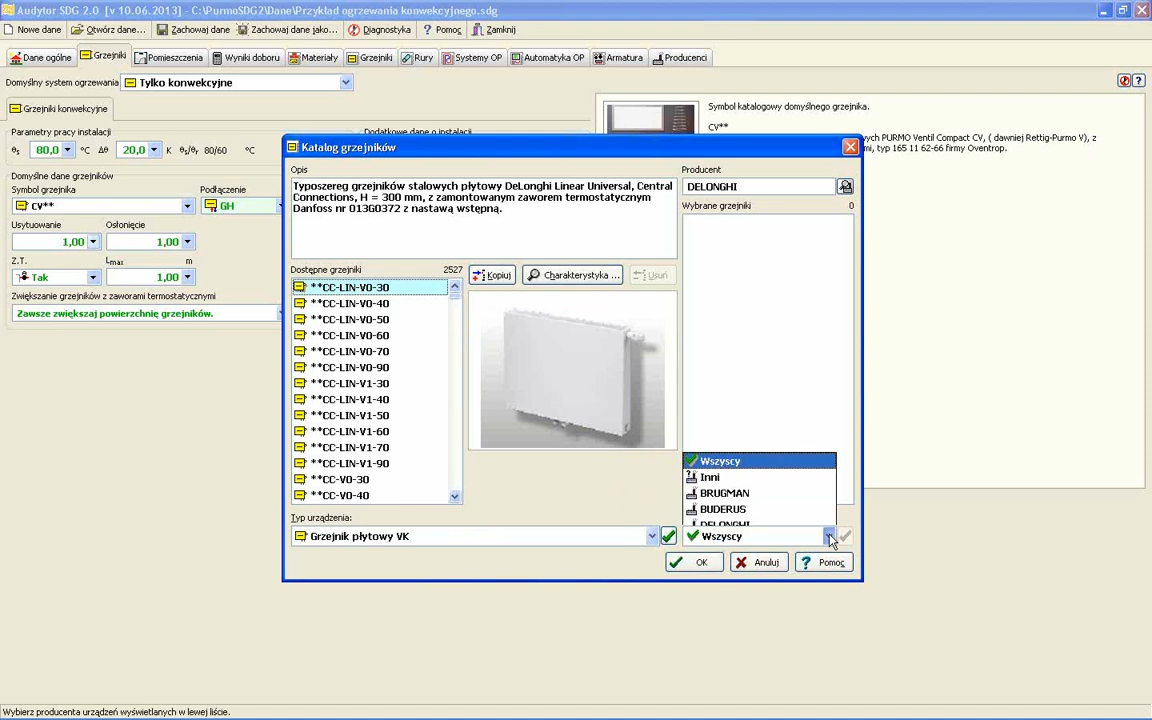 Audytor SDG 2.0 [v 10.06.2013] - C:\PurmoSDG2\Dane\Przykład ogrzewania konwekcyjnego.sdg
Nowe dane Otwórz dane... Zachowaj dane Zachowaj dane jako... Diagnostyka Pomoc Zamknij
Dane ogólne Grzejniki Pomieszczenia Wyniki doboru Materiały Grzejniki Rury Systemy OP Automatyka OP Armatura Producenci
Domyślny system ogrzewania Tylko konwekcyjne
Grzejniki konwekcyjne
Parametry pracy instalacji Dodatkowe dane o instalacji
θs 80,0 °C Δθ 20,0 K θs/θr 80/60 °C
Domyślne dane grzejników
Symbol grzejnika Podłączenie
CV** GH
Usytuowanie Osłonięcie
1,00 1,00
Z.T. Lmax m
Tak 1,00
Zwiększanie grzejników z zaworami termostatycznymi
Zawsze zwiększaj powierzchnię grzejników.
Symbol katalogowy domyślnego grzejnika.
CV**
ych PURMO Ventil Compact CV, ( dawniej Rettig-Purmo V), z
mi, typ 165 11 62-66 firmy Oventrop.
Katalog grzejników
Opis
Typoszereg grzejników stalowych płytowy DeLonghi Linear Universal, Central
Connections, H = 300 mm, z zamontowanym zaworem termostatycznym
Danfoss nr 013G0372 z nastawą wstępną.
Producent
DELONGHI
Wybrane grzejniki 0
Dostępne grzejniki 2527
Kopiuj Charakterystyka ... Usuń
**CC-LIN-V0-30
**CC-LIN-V0-40
**CC-LIN-V0-50
**CC-LIN-V0-60
**CC-LIN-V0-70
**CC-LIN-V0-90
**CC-LIN-V1-30
**CC-LIN-V1-40
**CC-LIN-V1-50
**CC-LIN-V1-60
**CC-LIN-V1-70
**CC-LIN-V1-90
**CC-V0-30
**CC-V0-40
Wszyscy
Inni
BRUGMAN
BUDERUS
DELONGHI
Typ urządzenia:
Grzejnik płytowy VK
Wszyscy
OK Anuluj Pomoc
Wybierz producenta urządzeń wyświetlanych w lewej liście.